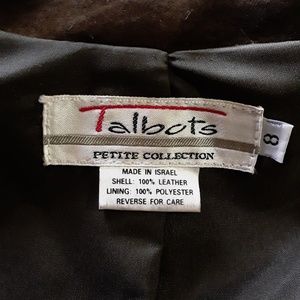 Talbots
PETITE COLLECTION
8
MADE IN ISRAEL
SHELL: 100% LEATHER
LINING: 100% POLYESTER
REVERSE FOR CARE